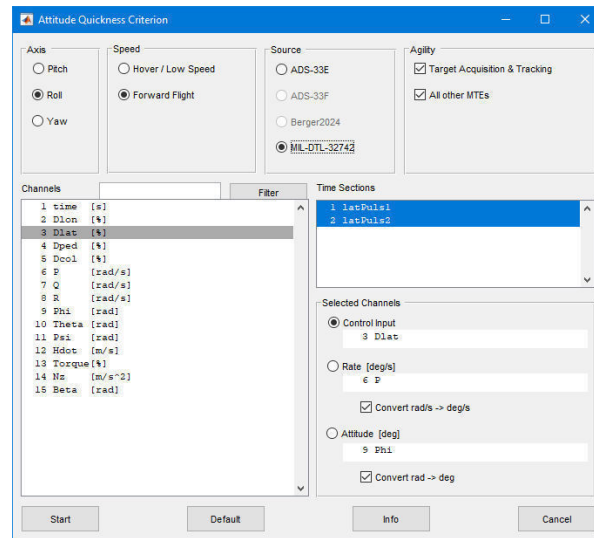 Attitude Quickness Criterion
Axis
Pitch
Roll
Yaw
Speed
Hover / Low Speed
Forward Flight
Source
ADS-33E
ADS-33F
Berger2024
MIL-DTL-32742
Agility
Target Acquisition & Tracking
All other MTEs
Channels
Filter
1 time [s]
2 Dlon [%]
3 Dlat [%]
4 Dped [%]
5 Dcol [%]
6 P [rad/s]
7 Q [rad/s]
8 R [rad/s]
9 Phi [rad]
10 Theta [rad]
11 Psi [rad]
12 Hdot [m/s]
13 Torque[%]
14 Nz [m/s^2]
15 Beta [rad]
Time Sections
1 latPuls1
2 latPuls2
Selected Channels
Control Input
3 Dlat
Rate [deg/s]
6 P
Convert rad/s -> deg/s
Attitude [deg]
9 Phi
Convert rad -> deg
Start
Default
Info
Cancel